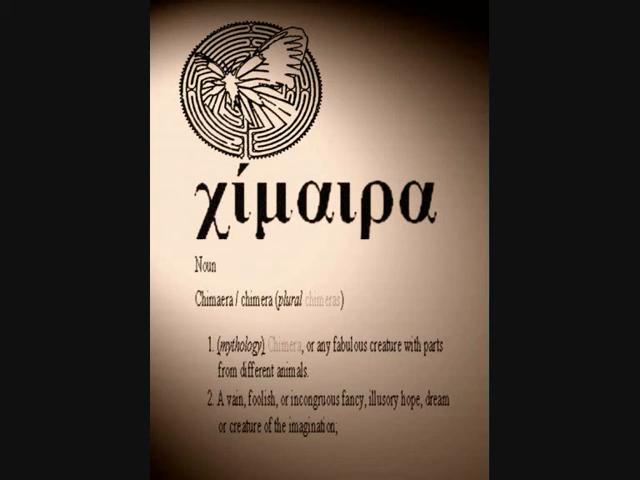 χίμαιρα
Noun
Chimaera / chimera (plural chimeras)
1. (mythology) Chimera, or any fabulous creature with parts
from different animals.
2. A vain, foolish, or incongruous fancy, illusory hope, dream
or creature of the imagination;